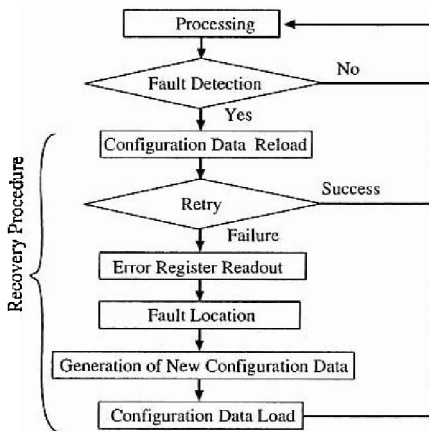 Processing
Fault Detection
No
Yes
Configuration Data Reload
Retry
Success
Failure
Error Register Readout
Fault Location
Generation of New Configuration Data
Configuration Data Load
Recovery Procedure